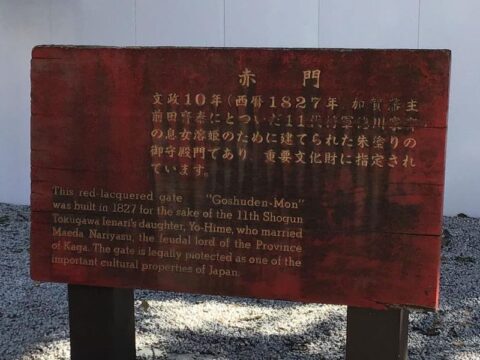 赤門
文政10年(西暦1827年)加賀藩主
前田斉泰にとついだ11代将軍徳川家斉
の息女溶姫のために建てられた朱塗りの
御守殿門であり、重要文化財に指定され
ています。
This red-lacquered gate "Goshuden-Mon"
was built in 1827 for the sake of the 11th Shogun
Tokugawa Ienari's daughter, Yo-Hime, who married
Maeda Nariyasu, the feudal lord of the Province
of Kaga. The gate is legally protected as one of the
important cultural properties of Japan.